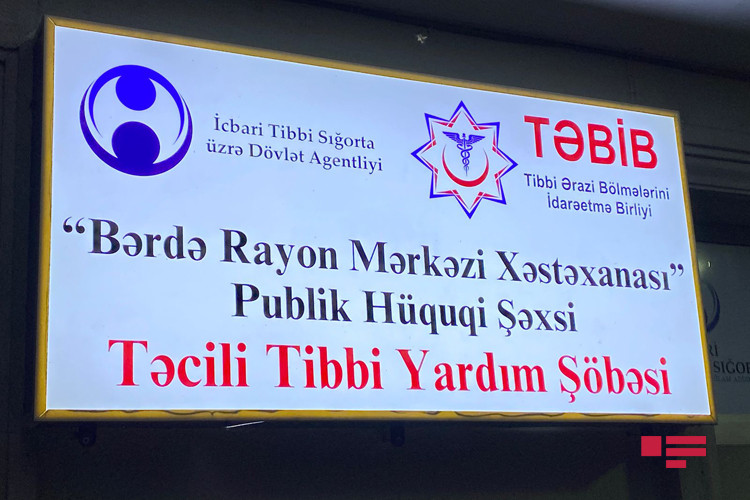 İcbari Tibbi Sığorta
üzrə Dövlət Agentliyi
TƏBİB
Tibbi Ərazi Bölmələrini
İdarəetmə Birliyi
“Bərdə Rayon Mərkəzi Xəstəxanası”
Publik Hüquqi Şəxsi
Təcili Tibbi Yardım Şöbəsi